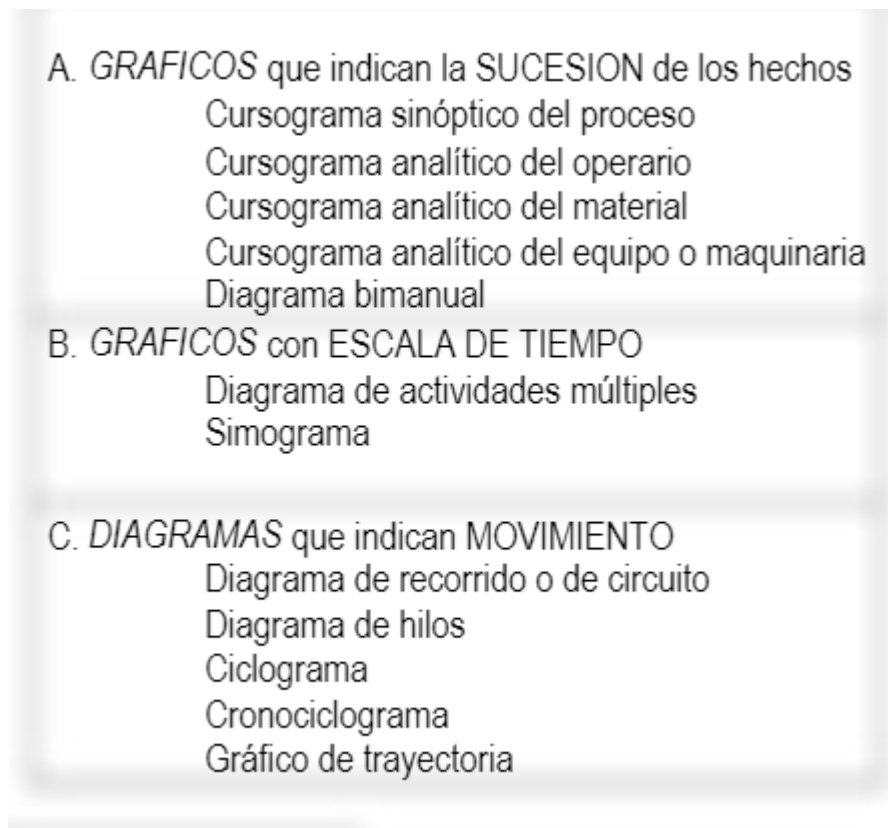 A. GRAFICOS que indican la SUCESION de los hechos
Cursograma sinóptico del proceso
Cursograma analítico del operario
Cursograma analítico del material
Cursograma analítico del equipo o maquinaria
Diagrama bimanual
B. GRAFICOS con ESCALA DE TIEMPO
Diagrama de actividades múltiples
Simograma
C. DIAGRAMAS que indican MOVIMIENTO
Diagrama de recorrido o de circuito
Diagrama de hilos
Ciclograma
Cronociclograma
Gráfico de trayectoria